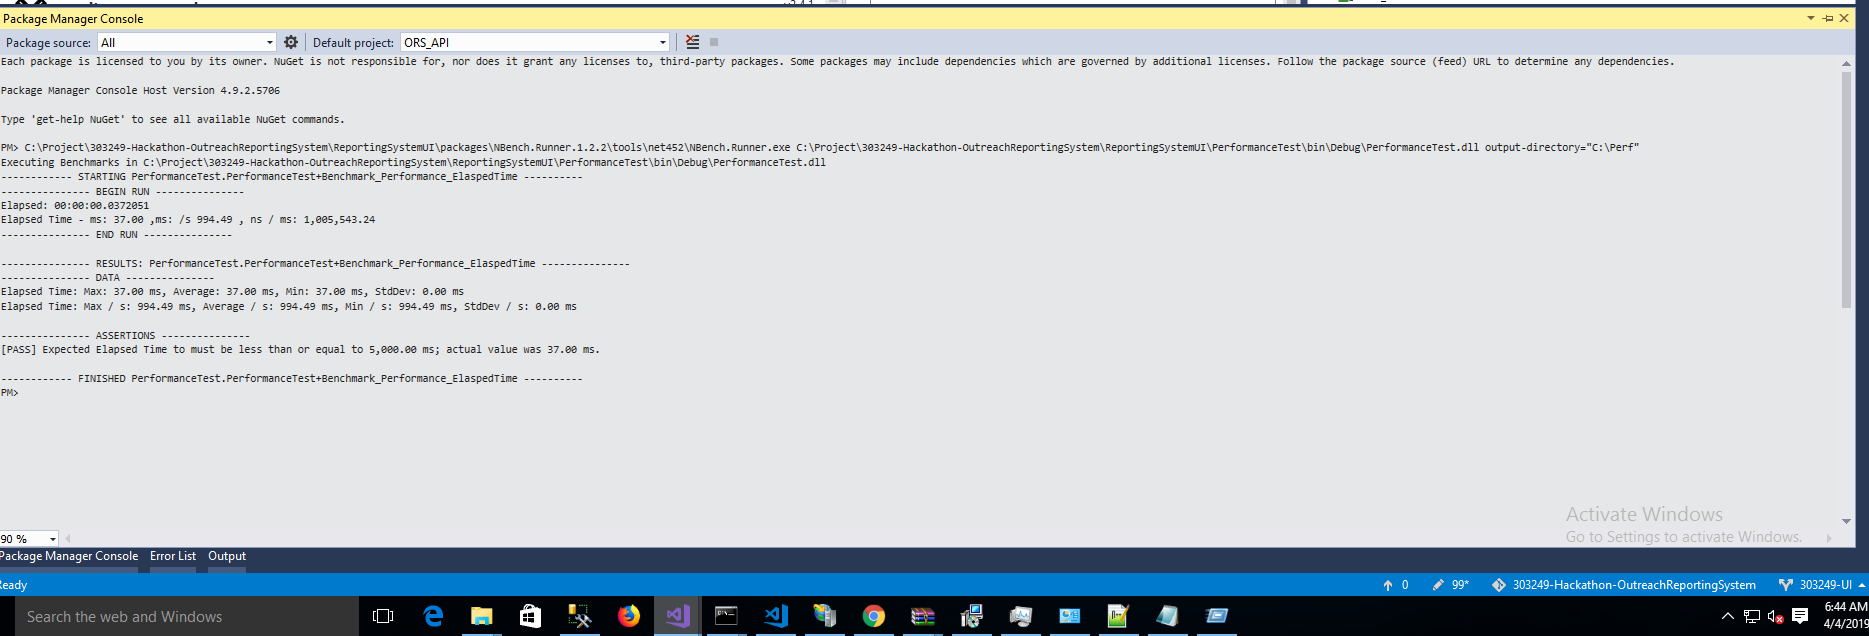 Package Manager Console
Package source: All Default project: ORS_API
Each package is licensed to you by its owner. NuGet is not responsible for, nor does it grant any licenses to, third-party packages. Some packages may include dependencies which are governed by additional licenses. Follow the package source (feed) URL to determine any dependencies.
Package Manager Console Host Version 4.9.2.5706
Type 'get-help NuGet' to see all available NuGet commands.
PM> C:\Project\303249-Hackathon-OutreachReportingSystem\ReportingSystemUI\packages\NBench.Runner.1.2.2\tools\net452\NBench.Runner.exe C:\Project\303249-Hackathon-OutreachReportingSystem\ReportingSystemUI\PerformanceTest\bin\Debug\PerformanceTest.dll output-directory="C:\Perf"
Executing Benchmarks in C:\Project\303249-Hackathon-OutreachReportingSystem\ReportingSystemUI\PerformanceTest\bin\Debug\PerformanceTest.dll
------------ STARTING PerformanceTest.PerformanceTest+Benchmark_Performance_ElaspedTime ----------
--------------- BEGIN RUN ---------------
Elapsed: 00:00:00.0372051
Elapsed Time - ms: 37.00 ,ms: /s 994.49 , ns / ms: 1,005,543.24
--------------- END RUN ---------------
--------------- RESULTS: PerformanceTest.PerformanceTest+Benchmark_Performance_ElaspedTime ---------------
--------------- DATA ---------------
Elapsed Time: Max: 37.00 ms, Average: 37.00 ms, Min: 37.00 ms, StdDev: 0.00 ms
Elapsed Time: Max / s: 994.49 ms, Average / s: 994.49 ms, Min / s: 994.49 ms, StdDev / s: 0.00 ms
--------------- ASSERTIONS ---------------
[PASS] Expected Elapsed Time to must be less than or equal to 5,000.00 ms; actual value was 37.00 ms.
------------ FINISHED PerformanceTest.PerformanceTest+Benchmark_Performance_ElaspedTime ----------
PM>
Activate Windows
Go to Settings to activate Windows.
90 %
Package Manager Console Error List Output
Ready 0 99* 303249-Hackathon-OutreachReportingSystem 303249-UI
Search the web and Windows
6:44 AM
4/4/2019